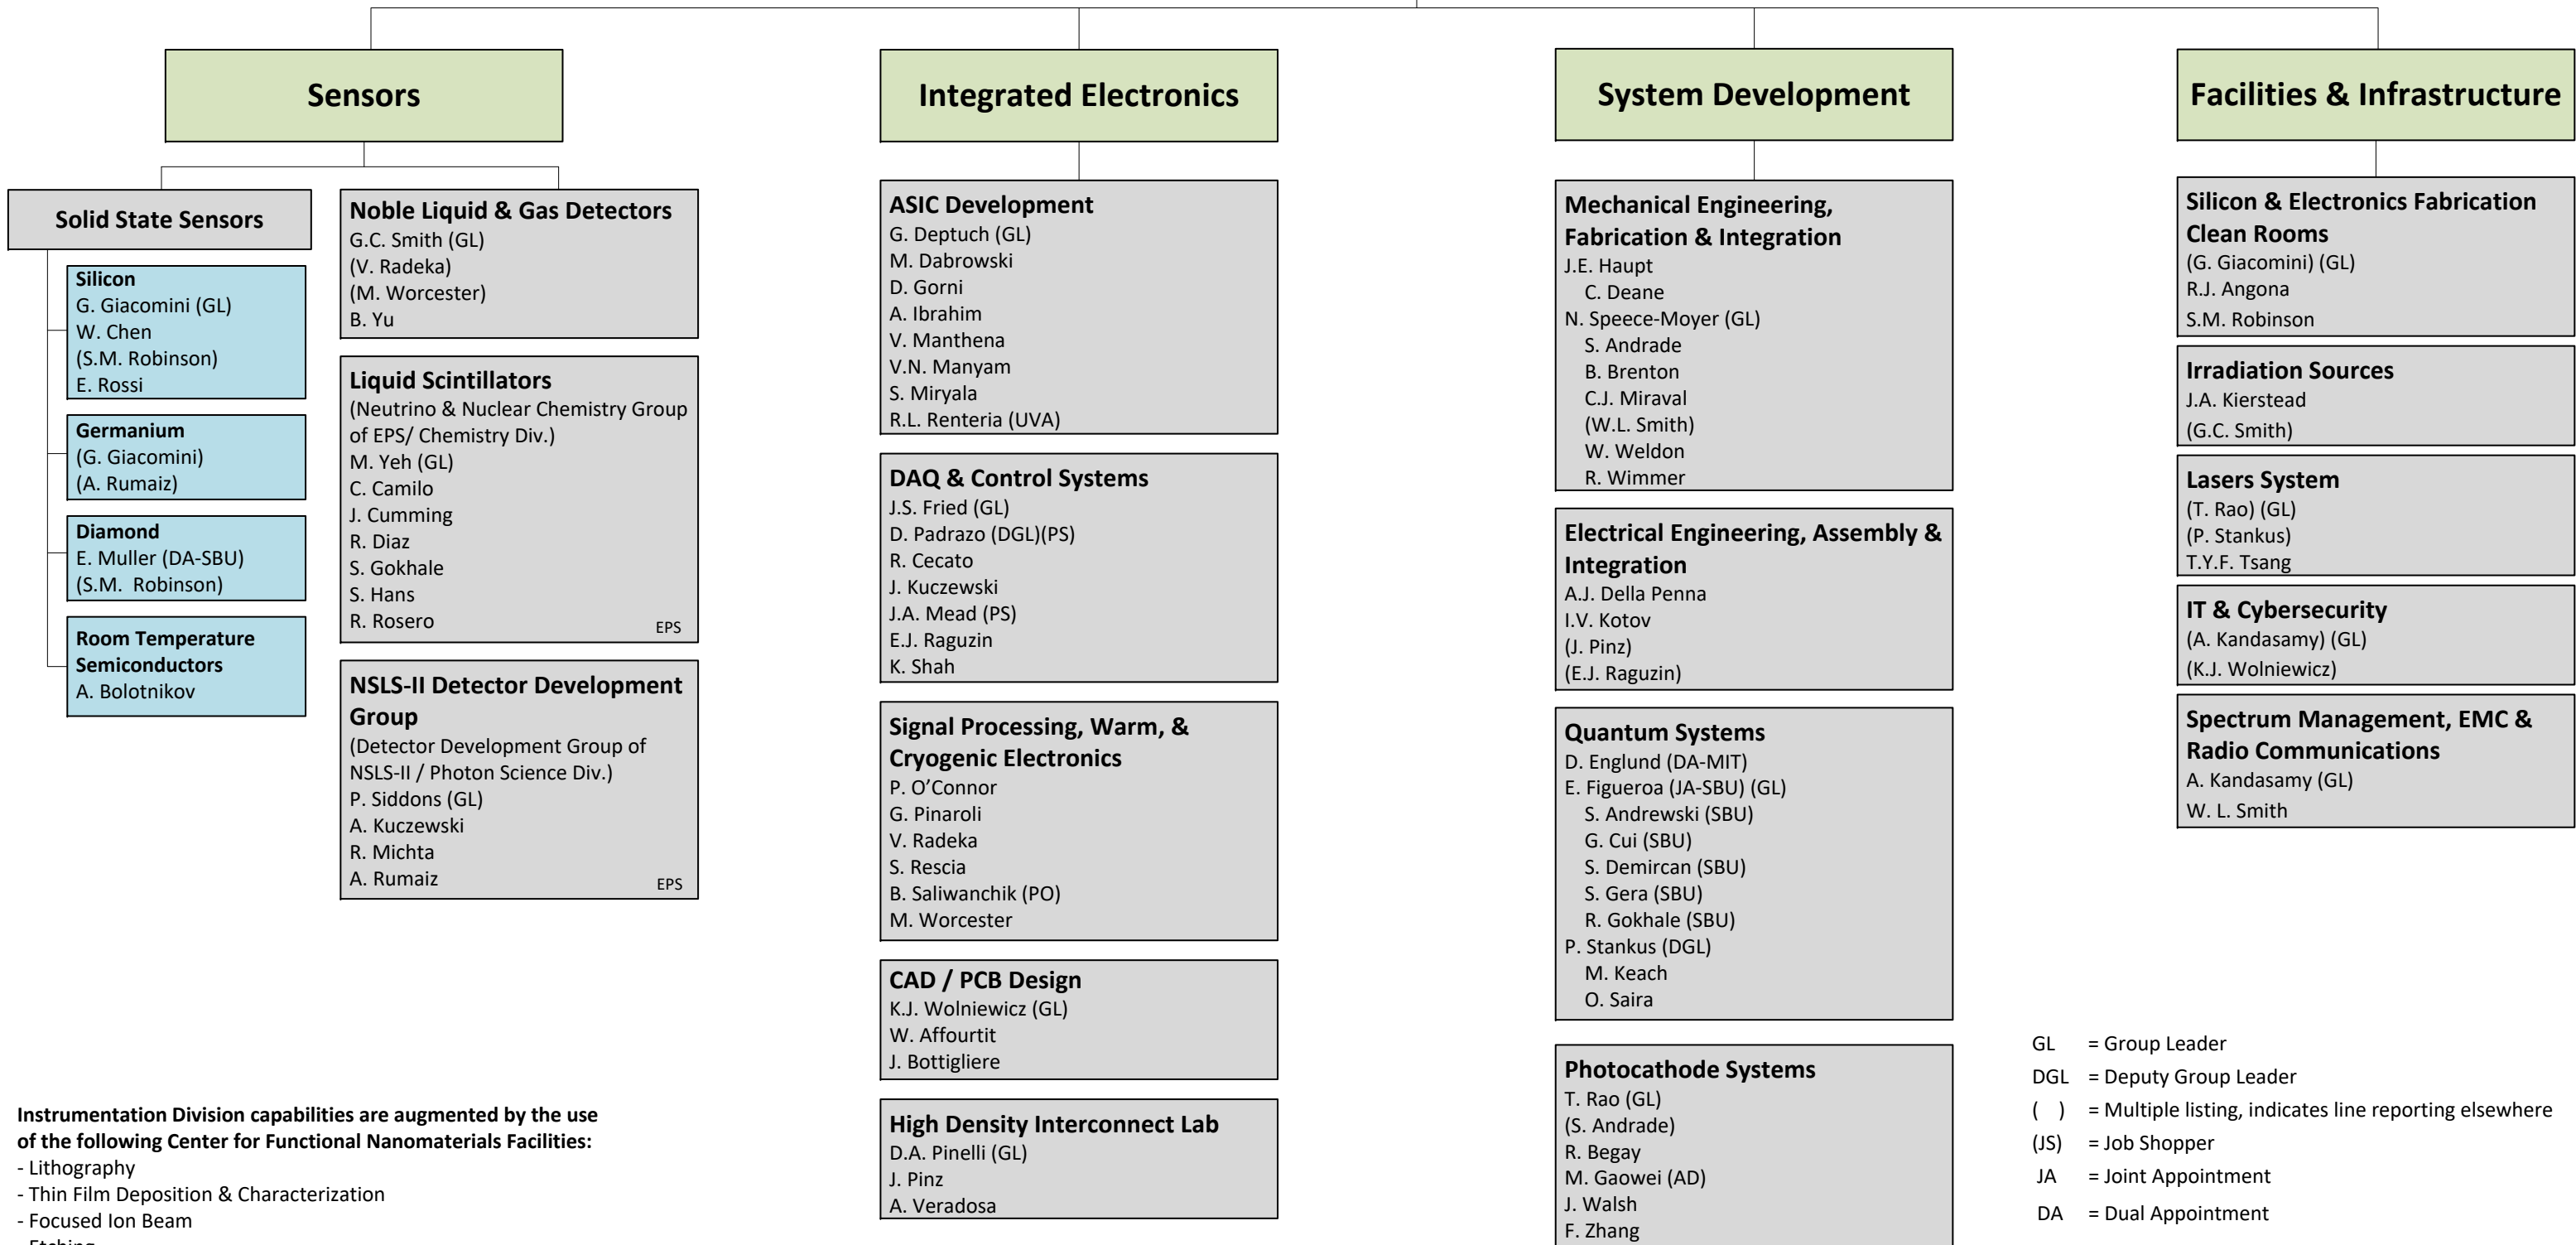 Sensors
Solid State Sensors
Silicon
G. Giacomini (GL)
W. Chen
(S.M. Robinson)
E. Rossi
Germanium
(G. Giacomini)
(A. Rumaiz)
Diamond
E. Muller (DA-SBU)
(S.M. Robinson)
Room Temperature
Semiconductors
A. Bolotnikov
Noble Liquid & Gas Detectors
G.C. Smith (GL)
(V. Radeka)
(M. Worcester)
B. Yu
Liquid Scintillators
(Neutrino & Nuclear Chemistry Group
of EPS/ Chemistry Div.)
M. Yeh (GL)
C. Camilo
J. Cumming
R. Diaz
S. Gokhale
S. Hans
R. Rosero
EPS
NSLS-II Detector Development
Group
(Detector Development Group of
NSLS-II / Photon Science Div.)
P. Siddons (GL)
A. Kuczewski
R. Michta
A. Rumaiz
EPS
Integrated Electronics
ASIC Development
G. Deptuch (GL)
M. Dabrowski
D. Gorni
A. Ibrahim
V. Manthena
V.N. Manyam
S. Miryala
R.L. Renteria (UVA)
DAQ & Control Systems
J.S. Fried (GL)
D. Padrazo (DGL)(PS)
R. Cecato
J. Kuczewski
J.A. Mead (PS)
E.J. Raguzin
K. Shah
Signal Processing, Warm, &
Cryogenic Electronics
P. O’Connor
G. Pinaroli
V. Radeka
S. Rescia
B. Saliwanchik (PO)
M. Worcester
CAD / PCB Design
K.J. Wolniewicz (GL)
W. Affourtit
J. Bottigliere
High Density Interconnect Lab
D.A. Pinelli (GL)
J. Pinz
A. Veradosa
System Development
Mechanical Engineering,
Fabrication & Integration
J.E. Haupt
C. Deane
N. Speece-Moyer (GL)
S. Andrade
B. Brenton
C.J. Miraval
(W.L. Smith)
W. Weldon
R. Wimmer
Electrical Engineering, Assembly &
Integration
A.J. Della Penna
I.V. Kotov
(J. Pinz)
(E.J. Raguzin)
Quantum Systems
D. Englund (DA-MIT)
E. Figueroa (JA-SBU) (GL)
S. Andrewski (SBU)
G. Cui (SBU)
S. Demircan (SBU)
S. Gera (SBU)
R. Gokhale (SBU)
P. Stankus (DGL)
M. Keach
O. Saira
Photocathode Systems
T. Rao (GL)
(S. Andrade)
R. Begay
M. Gaowei (AD)
J. Walsh
F. Zhang
Facilities & Infrastructure
Silicon & Electronics Fabrication
Clean Rooms
(G. Giacomini) (GL)
R.J. Angona
S.M. Robinson
Irradiation Sources
J.A. Kierstead
(G.C. Smith)
Lasers System
(T. Rao) (GL)
(P. Stankus)
T.Y.F. Tsang
IT & Cybersecurity
(A. Kandasamy) (GL)
(K.J. Wolniewicz)
Spectrum Management, EMC &
Radio Communications
A. Kandasamy (GL)
W. L. Smith
Instrumentation Division capabilities are augmented by the use
of the following Center for Functional Nanomaterials Facilities:
- Lithography
- Thin Film Deposition & Characterization
- Focused Ion Beam
GL = Group Leader
DGL = Deputy Group Leader
( ) = Multiple listing, indicates line reporting elsewhere
(JS) = Job Shopper
JA = Joint Appointment
DA = Dual Appointment